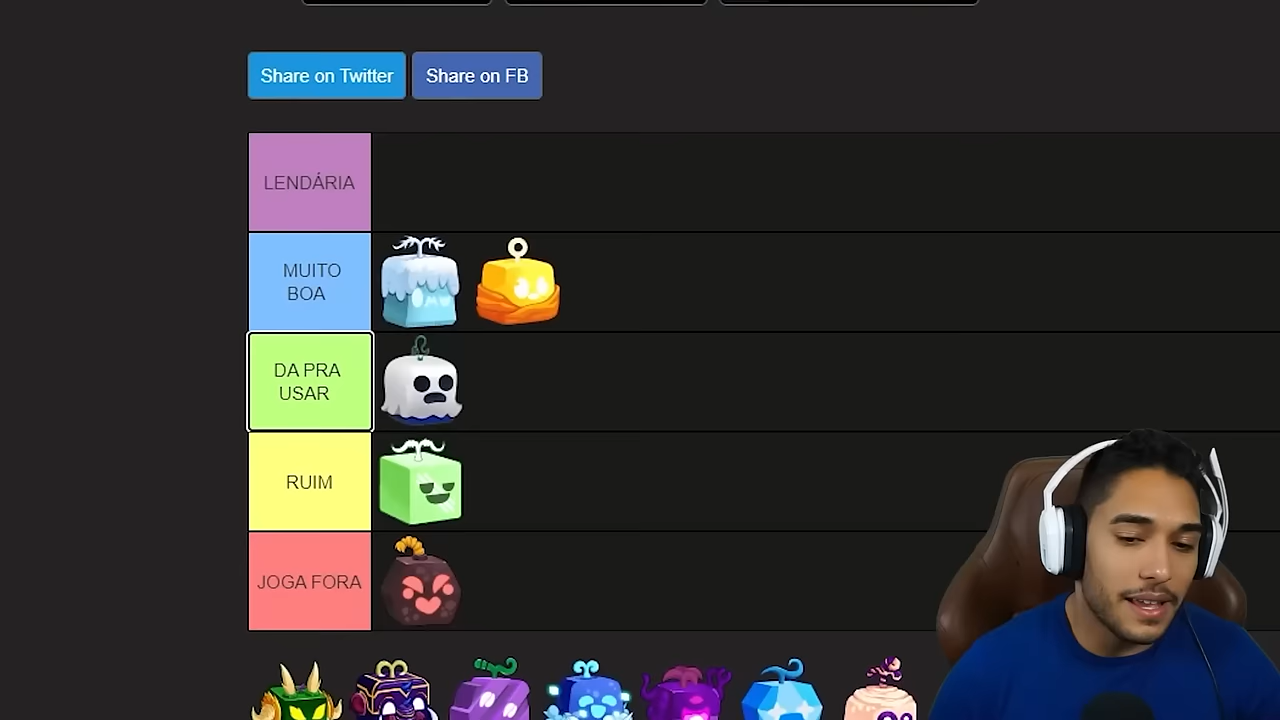 Share on Twitter Share on FB
LENDÁRIA
MUITO
BOA
DA PRA
USAR
RUIM
JOGA FORA